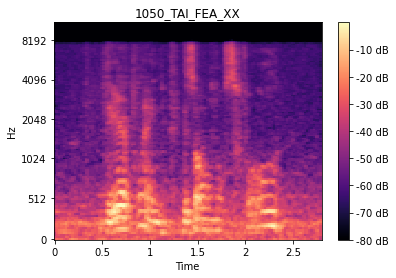 1050_TAI_FEA_XX
8192
4096
2048
1024
512
0
Hz
0
0.5
1
1.5
2
2.5
Time
-10 dB
-20 dB
-30 dB
-40 dB
-50 dB
-60 dB
-70 dB
-80 dB